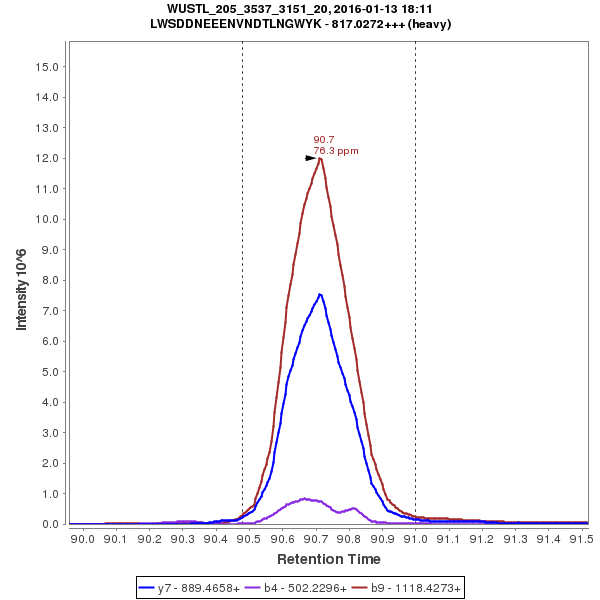 WUSTL_205_3537_3151_20, 2016-01-13 18:11
LWSDDNEEENVNDTLNGWYK - 817.0272+++ (heavy)
15.0
14.0
13.0
12.0
11.0
10.0
9.0
8.0
7.0
6.0
5.0
4.0
3.0
2.0
1.0
0.0
Intensity 10^6
90.7
76.3 ppm
90.0 90.1 90.2 90.3 90.4 90.5 90.6 90.7 90.8 90.9 91.0 91.1 91.2 91.3 91.4 91.5
Retention Time
y7 - 889.4658+ b4 - 502.2296+ b9 - 1118.4273+